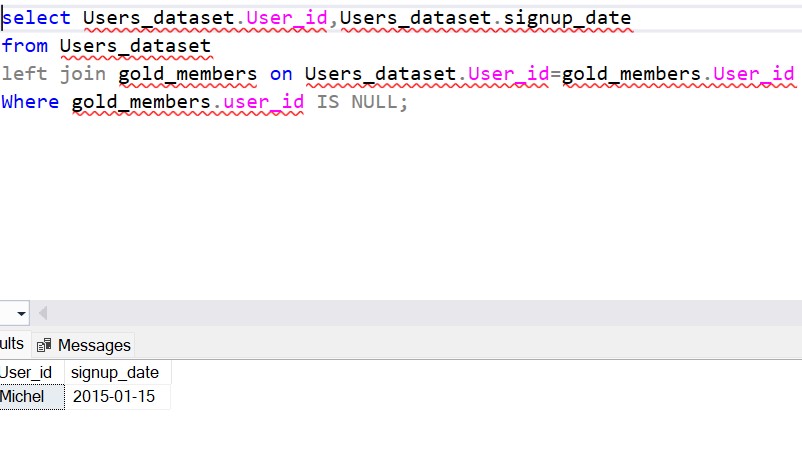 select Users_dataset.User_id,Users_dataset.signup_date
from Users_dataset
left join gold_members on Users_dataset.User_id=gold_members.User_id
Where gold_members.user_id IS NULL;
ults Messages
User_id signup_date
Michel 2015-01-15